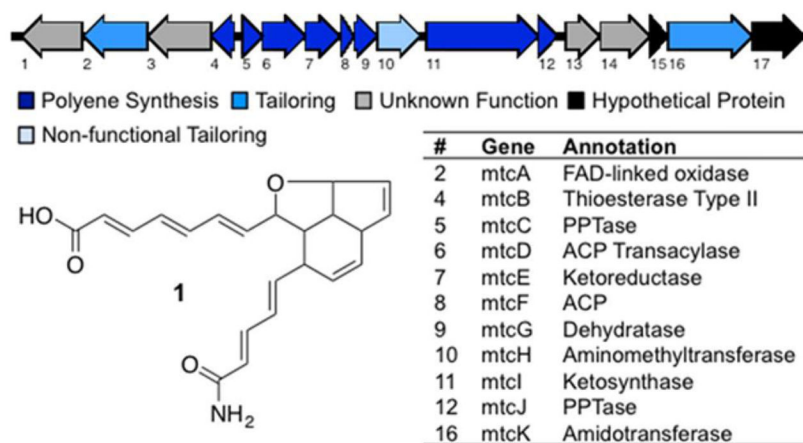 1 2 3 4 5 6 7 8 9 10 11 12 13 14 15 16 17
Polyene Synthesis Tailoring Unknown Function Hypothetical Protein
Non-functional Tailoring
# Gene Annotation
2 mtcA FAD-linked oxidase
4 mtcB Thioesterase Type II
5 mtcC PPTase
6 mtcD ACP Transacylase
7 mtcE Ketoreductase
8 mtcF ACP
9 mtcG Dehydratase
10 mtcH Aminomethyltransferase
11 mtcI Ketosynthase
12 mtcJ PPTase
16 mtcK Amidotransferase
O
HO
O
1
O
NH2